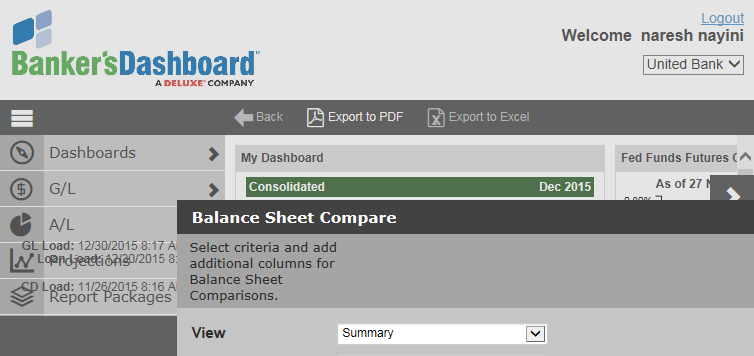 Logout
Welcome naresh nayini
Banker'sDashboard™
A DELUXE® COMPANY
United Bank
Back
Export to PDF
Export to Excel
Dashboards
My Dashboard
Fed Funds Futures
Consolidated
Dec 2015
As of 27
G/L
Balance Sheet Compare
A/L
Select criteria and add
additional columns for
Balance Sheet
Comparisons.
GL Load: 12/30/2015 8:17
Loan Load: 12/20/2015 8:16
Projections
CD Load: 11/26/2015 8:16
Report Packages
View
Summary